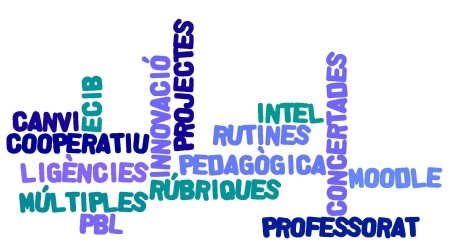 PROJECTES
INNOVACIÓ
CONCERTADES
ECIB
CANVI
INTEL
COOPERATIU
RUTINES
LIGÈNCIES
PEDAGÒGICA
MOODLE
MÚLTIPLES
RÚBRIQUES
PBL
PROFESSORAT